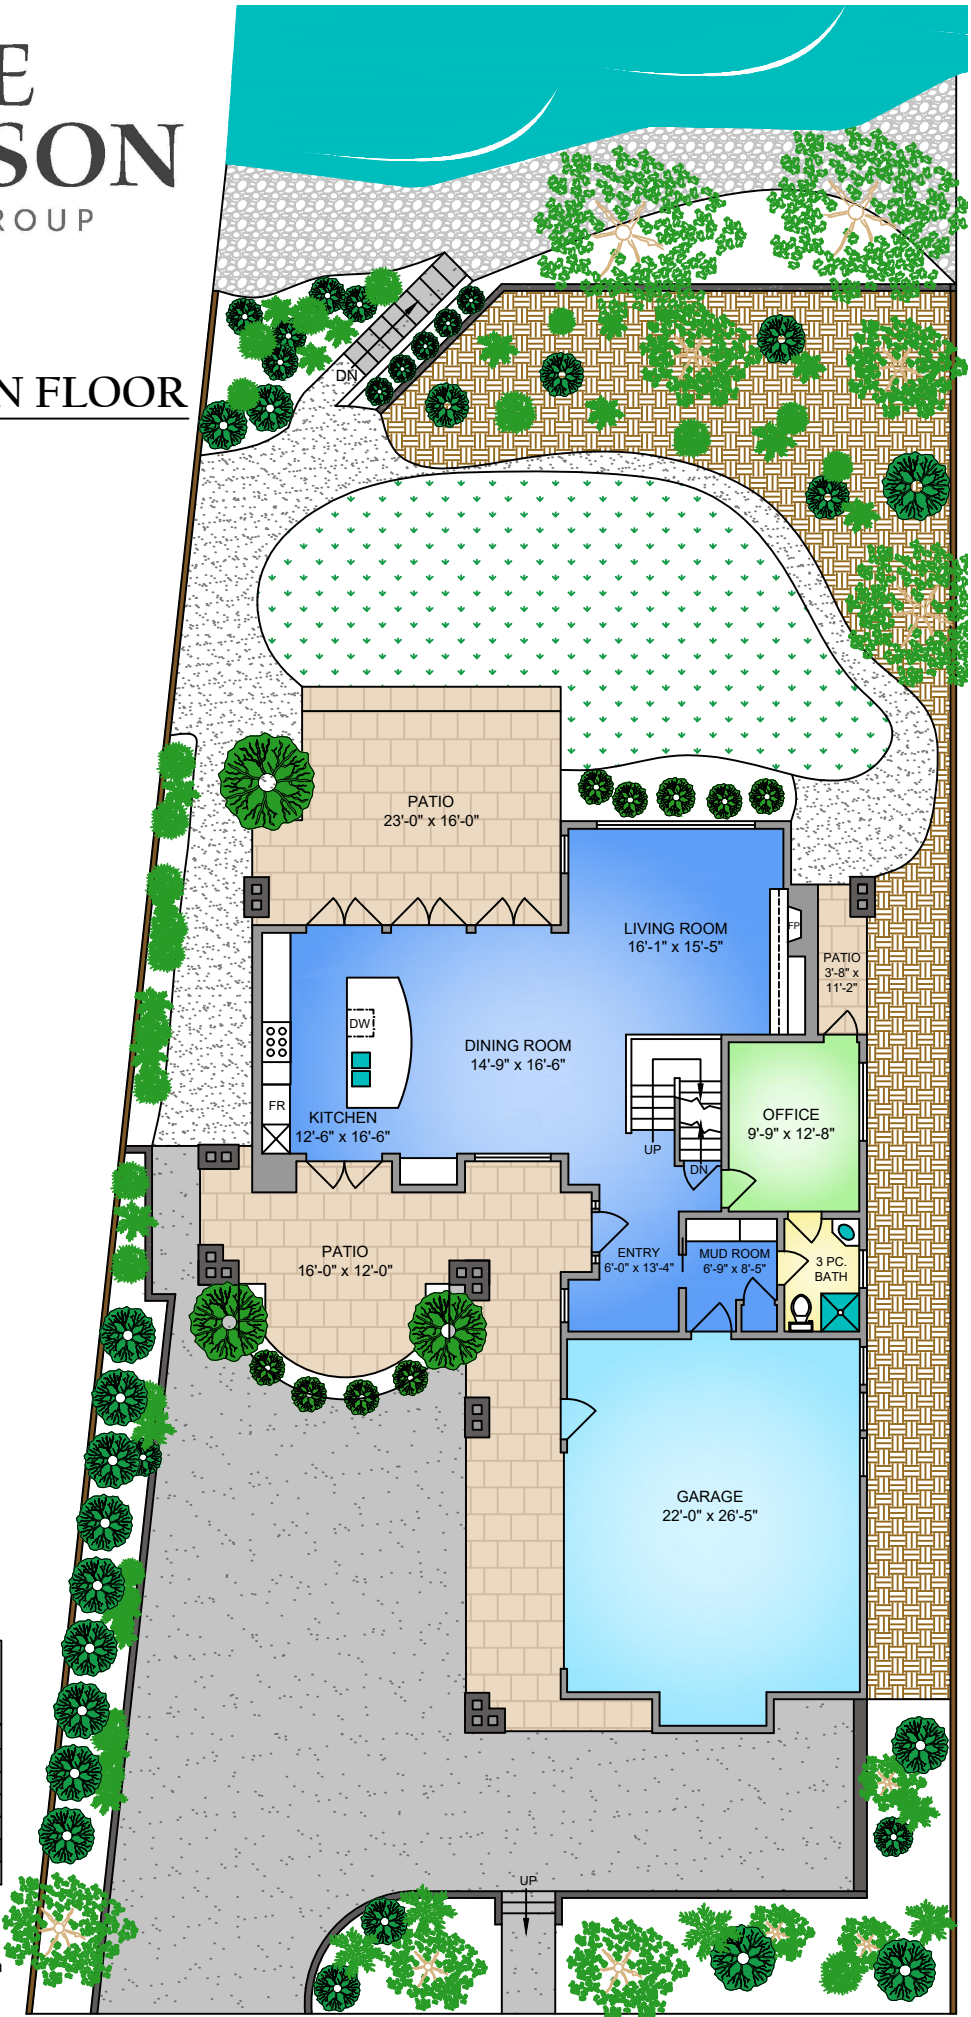 E
SON
ROUP
N FLOOR
DN
PATIO
23'-0" x 16'-0"
LIVING ROOM
16'-1" x 15'-5"
FP
PATIO
3'-8" x
11'-2"
DW
DINING ROOM
14'-9" x 16'-6"
FR
KITCHEN
12'-6" x 16'-6"
OFFICE
9'-9" x 12'-8"
UP
DN
PATIO
16'-0" x 12'-0"
ENTRY
6'-0" x 13'-4"
MUD ROOM
6'-9" x 8'-5"
3 PC.
BATH
GARAGE
22'-0" x 26'-5"
UP